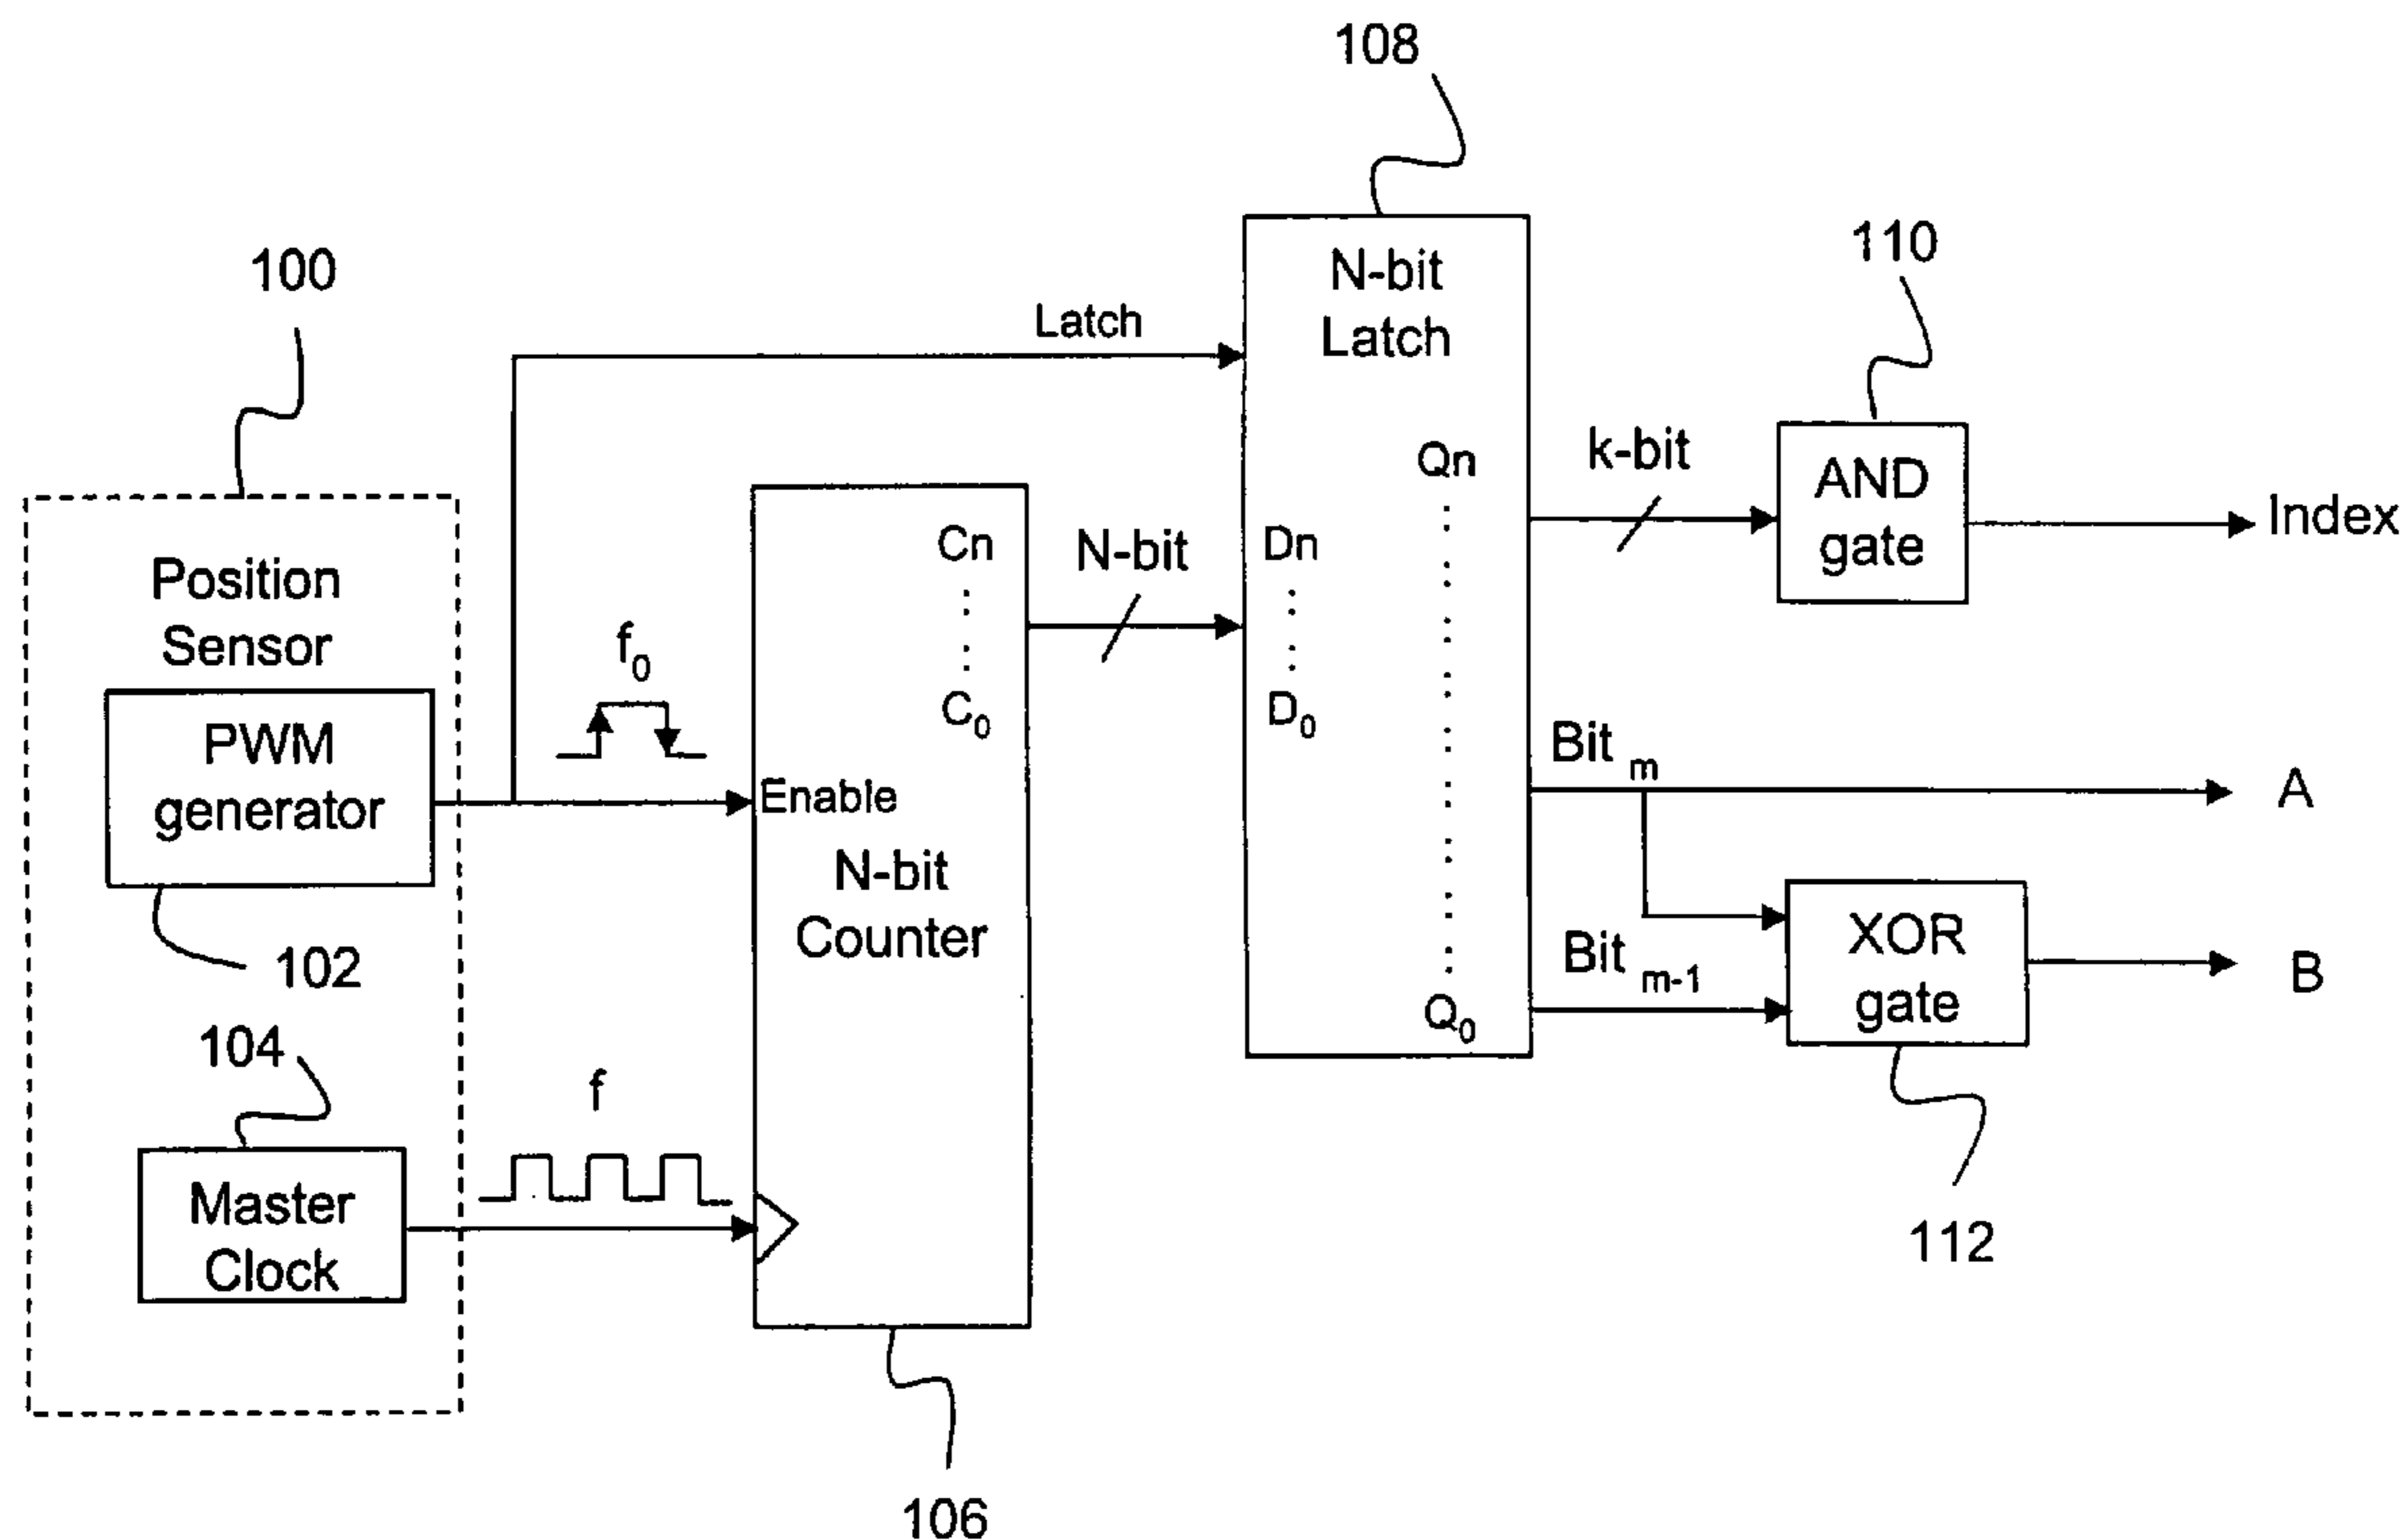 108
110
100
N-bit
Latch
Latch
Qn
k-bit
AND
gate
Index
Cn
N-bit
Dn
Position
Sensor
f0
C0
D0
PWM
generator
Bit m
A
Enable
N-bit
Counter
XOR
gate
Bit m-1
B
102
Q0
104
f
Master
Clock
112
106